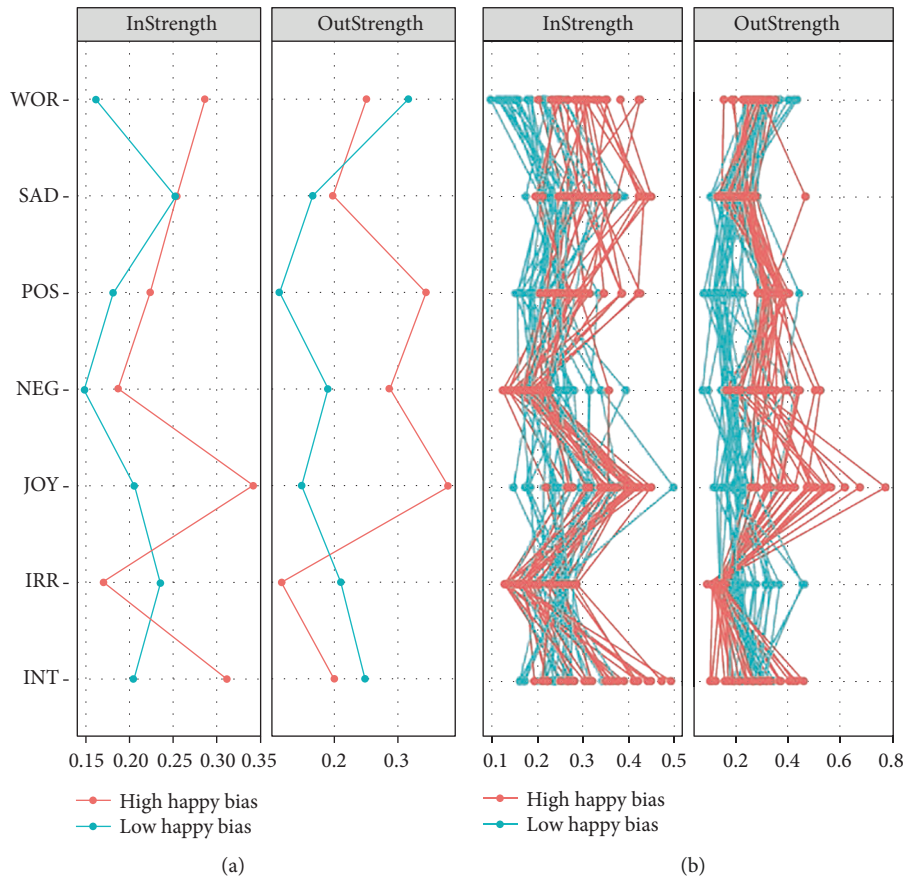 InStrength OutStrength InStrength OutStrength
WOR
SAD
POS
NEG
JOY
IRR
INT
0.15 0.20 0.25 0.30 0.35 0.2 0.3 0.1 0.2 0.3 0.4 0.5 0.2 0.4 0.6 0.8
High happy bias High happy bias
Low happy bias Low happy bias
(a) (b)